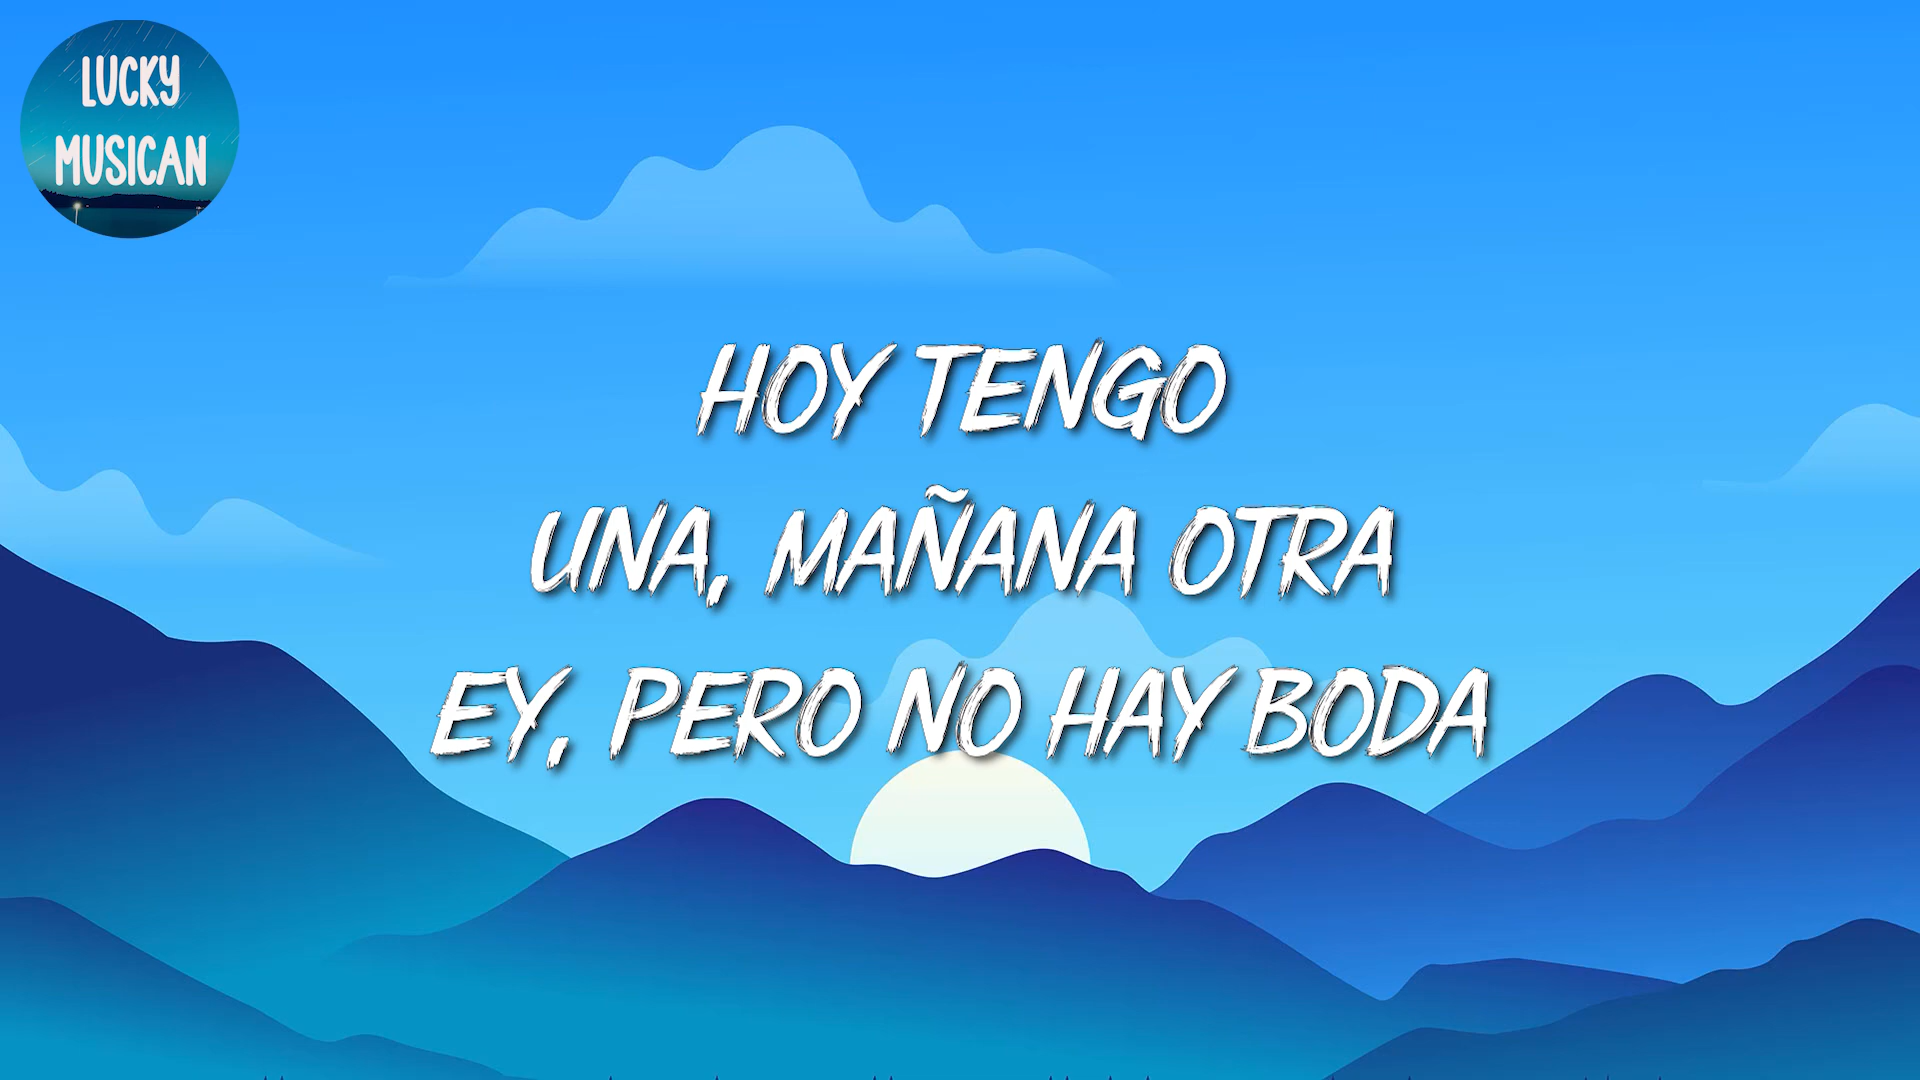 LUCKY
MUSICAN
HOY TENGO
UNA, MAÑANA OTRA
EY, PERO NO HAY BODA